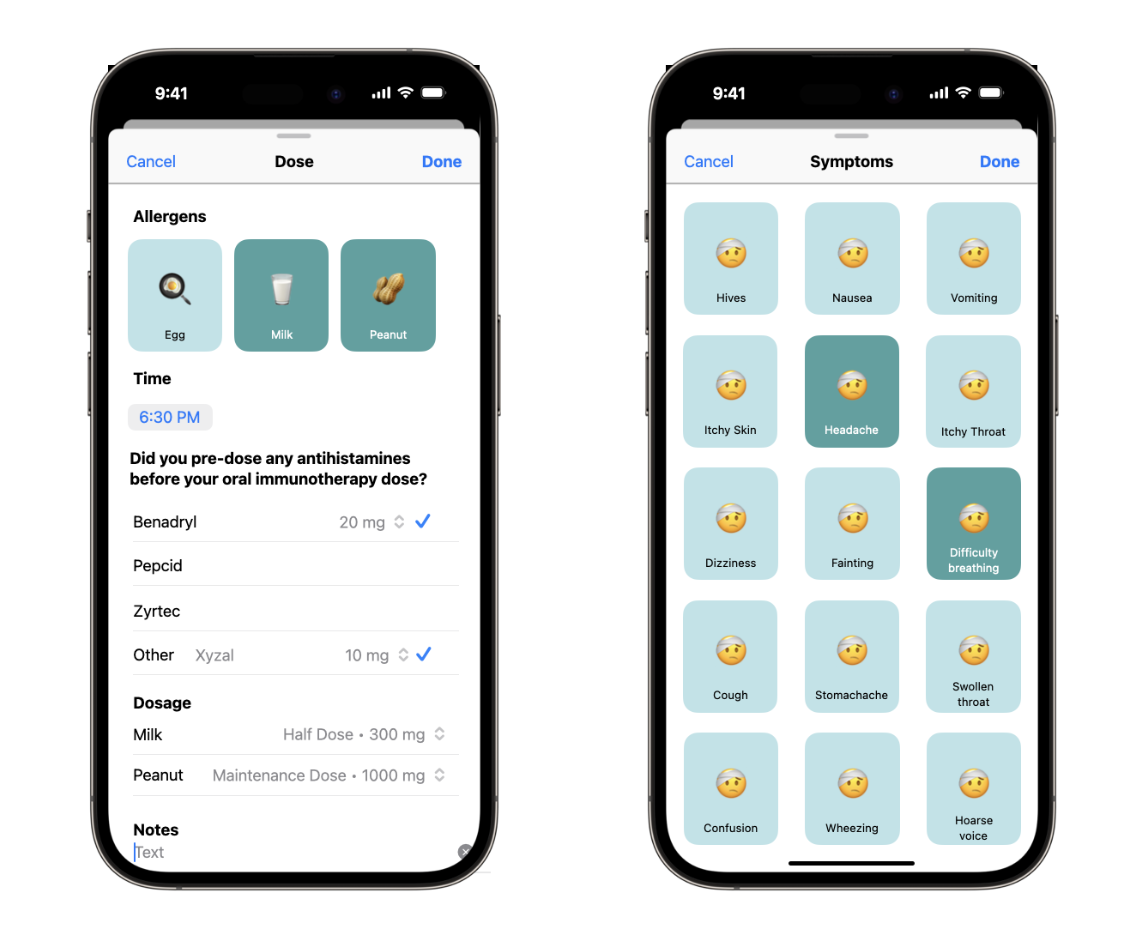 9:41
Cancel Dose Done
Allergens
Egg Milk Peanut
Time
6:30 PM
Did you pre-dose any antihistamines
before your oral immunotherapy dose?
Benadryl 20 mg
Pepcid
Zyrtec
Other Xyzal 10 mg
Dosage
Milk Half Dose • 300 mg
Peanut Maintenance Dose • 1000 mg
Notes
Text
9:41
Cancel Symptoms Done
Hives Nausea Vomiting
Itchy Skin Headache Itchy Throat
Dizziness Fainting Difficulty
breathing
Cough Stomachache Swollen
throat
Confusion Wheezing Hoarse
voice